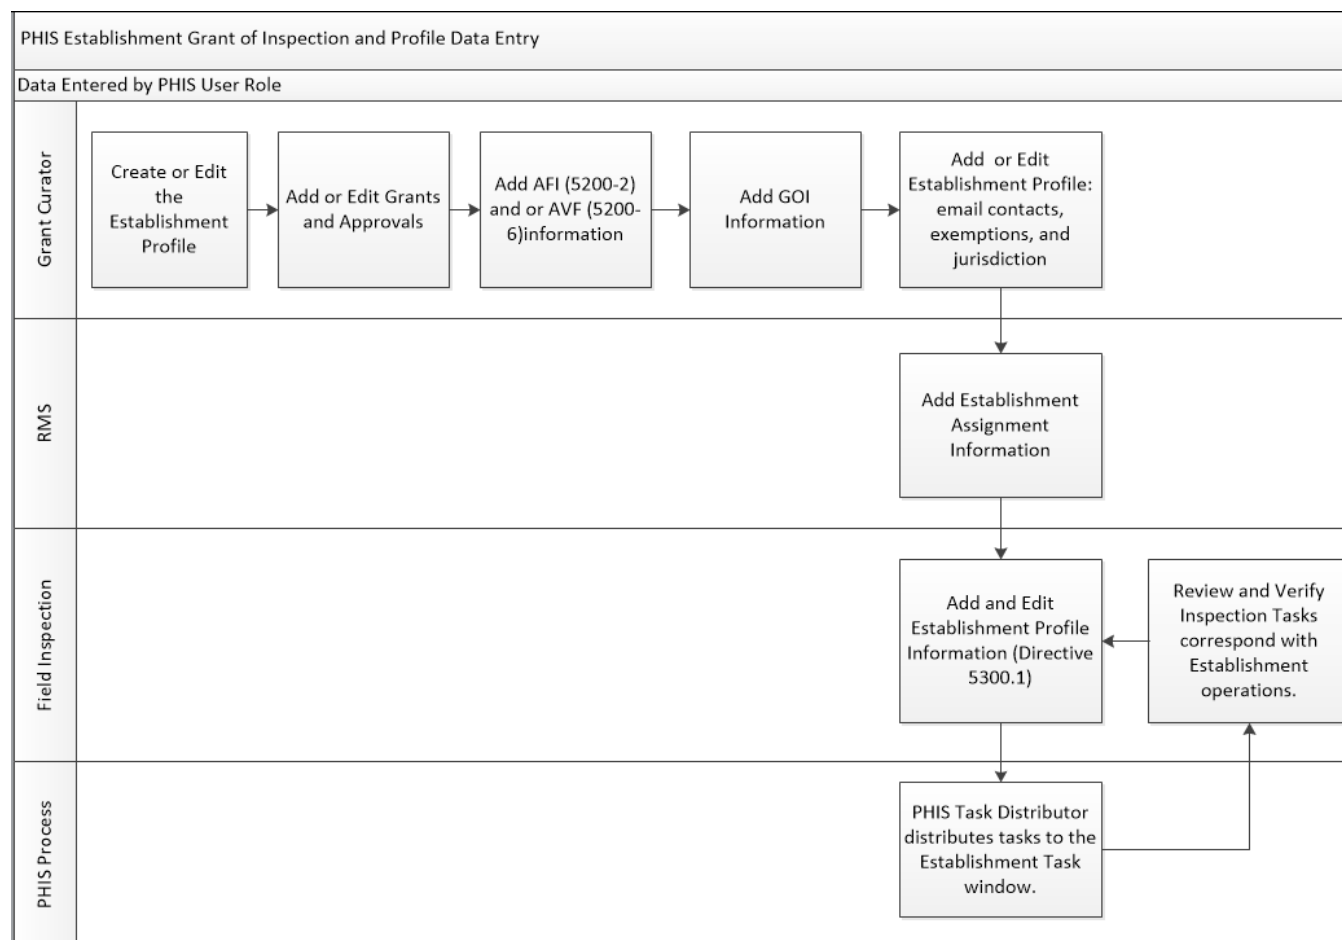 PHIS Establishment Grant of Inspection and Profile Data Entry
Data Entered by PHIS User Role
Grant Curator
Create or Edit
the
Establishment
Profile
Add or Edit Grants
and Approvals
Add AFI (5200-2)
and or AVF (5200-
6)information
Add GOI
Information
Add  or Edit
Establishment Profile:
email contacts,
exemptions, and
jurisdiction
RMS
Add Establishment
Assignment
Information
Field Inspection
Add and Edit
Establishment Profile
Information (Directive
5300.1)
Review and Verify
Inspection Tasks
correspond with
Establishment
operations.
PHIS Process
PHIS Task Distributor
distributes tasks to the
Establishment Task
window.